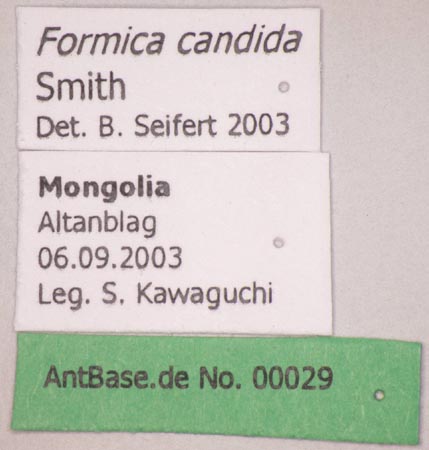 Formica candida
Smith
Det. B. Seifert 2003
Mongolia
Altanblag
06.09.2003
Leg. S. Kawaguchi
AntBase.de No. 00029